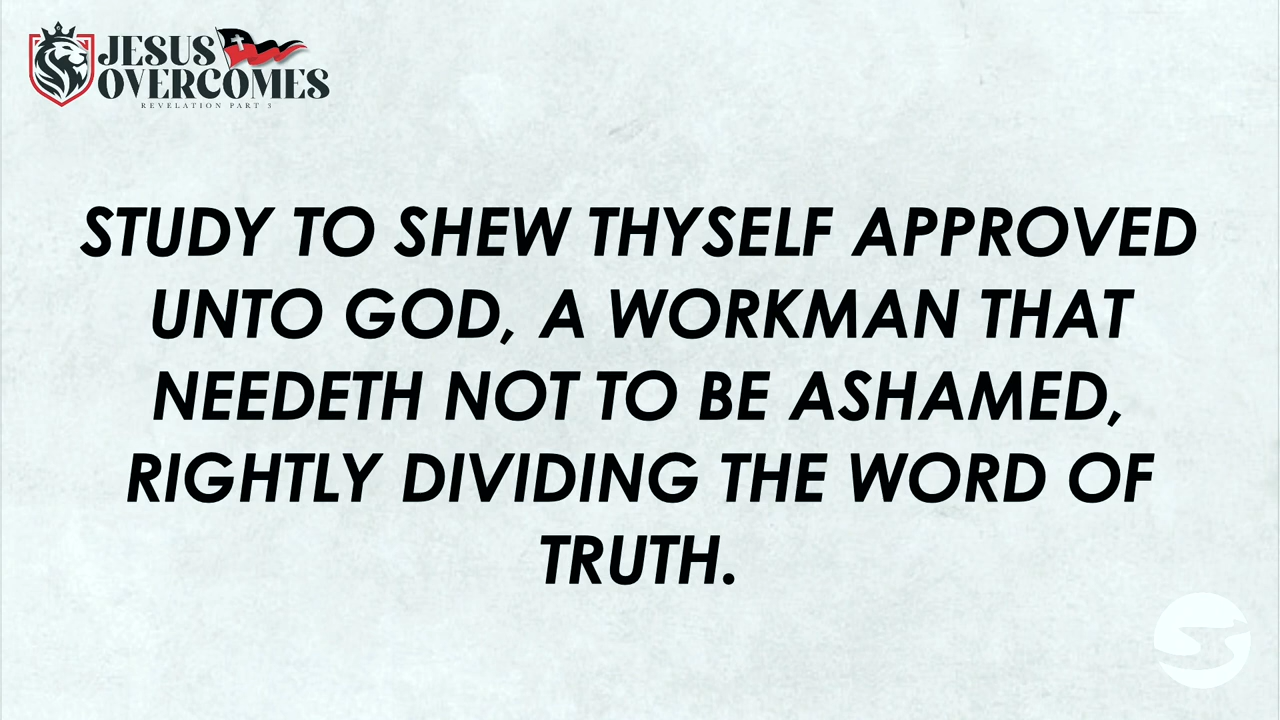 JESUS
OVERCOMES
REVELATION PART 3
STUDY TO SHEW THYSELF APPROVED
UNTO GOD, A WORKMAN THAT
NEEDETH NOT TO BE ASHAMED,
RIGHTLY DIVIDING THE WORD OF
TRUTH.